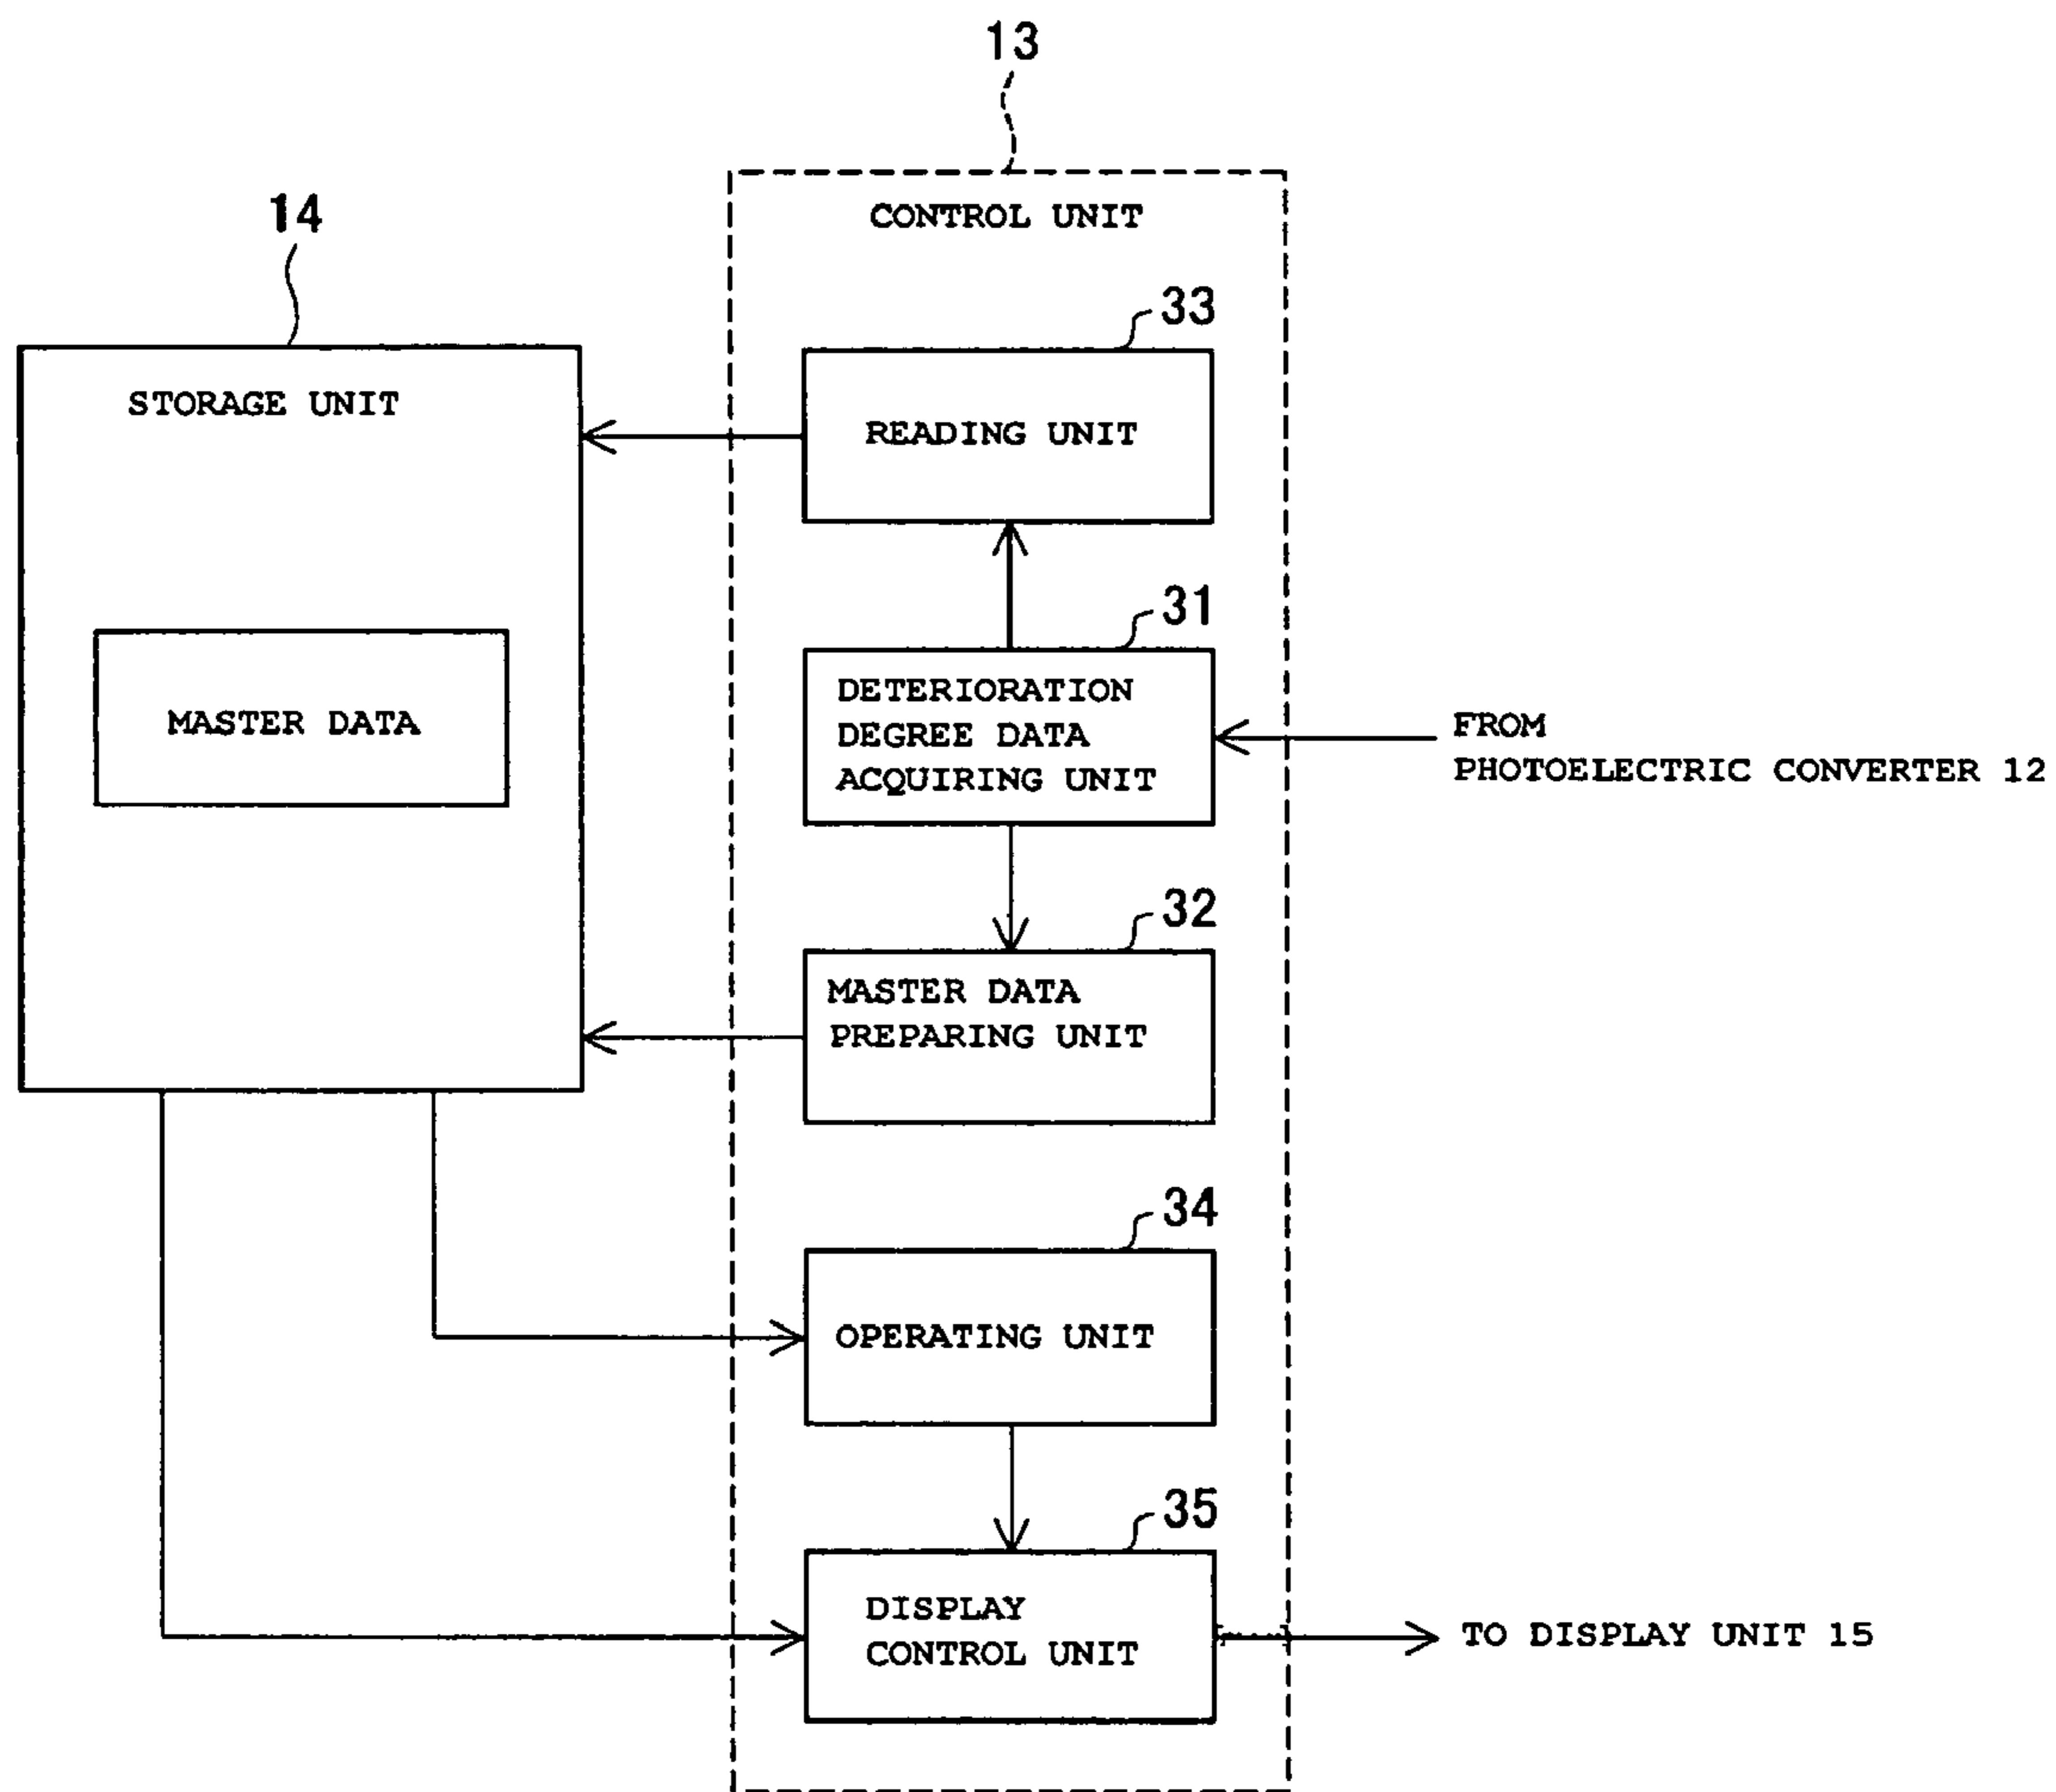 13
CONTROL UNIT
14
STORAGE UNIT
MASTER DATA
33
READING UNIT
31
DETERIORATION
DEGREE DATA
ACQUIRING UNIT
FROM
PHOTOELECTRIC CONVERTER 12
32
MASTER DATA
PREPARING UNIT
34
OPERATING UNIT
35
DISPLAY
CONTROL UNIT
TO DISPLAY UNIT 15